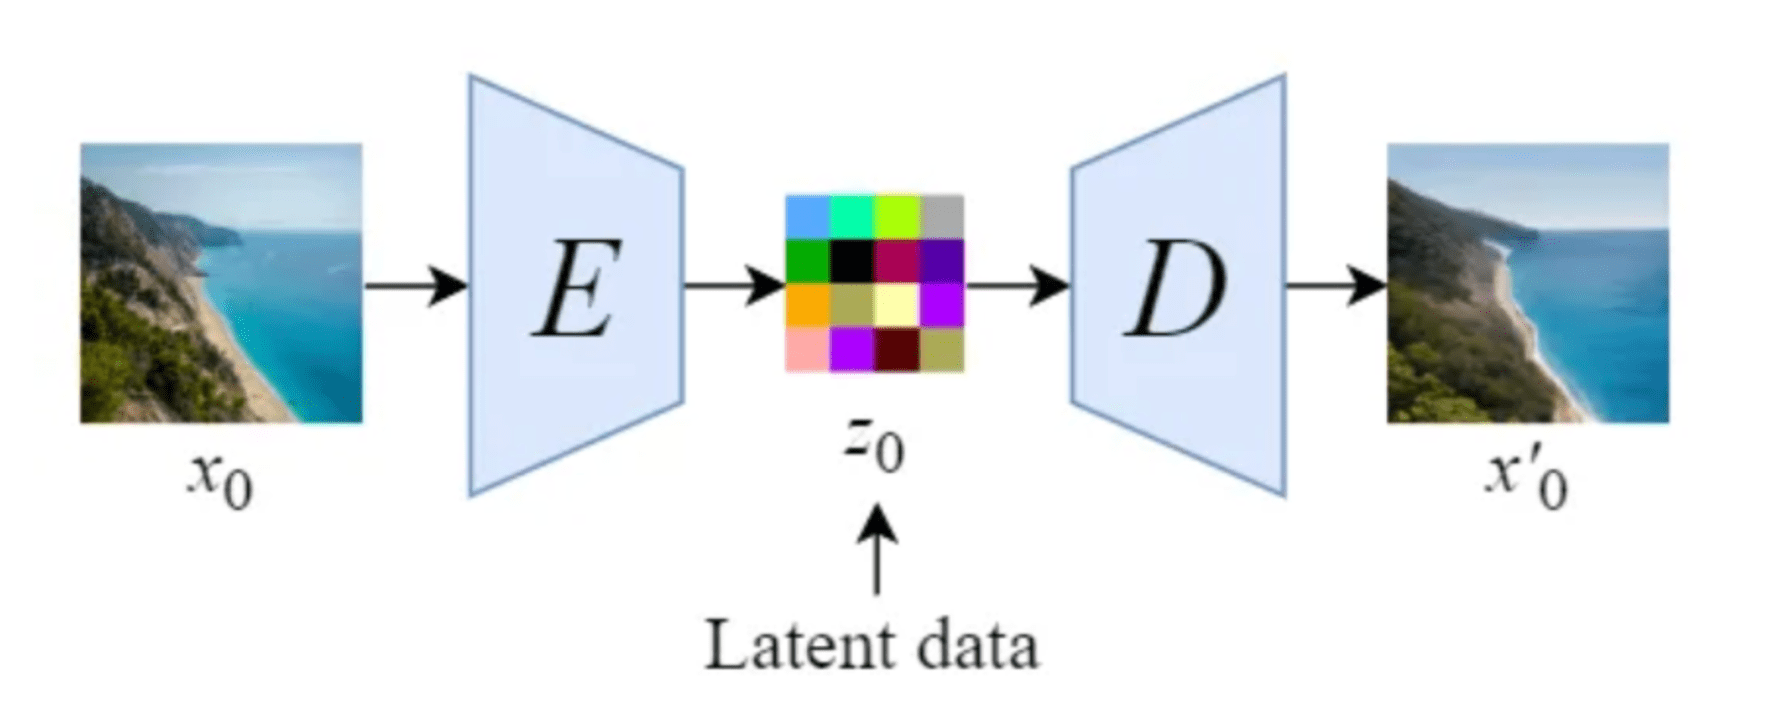 E
D
x₀
z₀
x′₀
Latent data